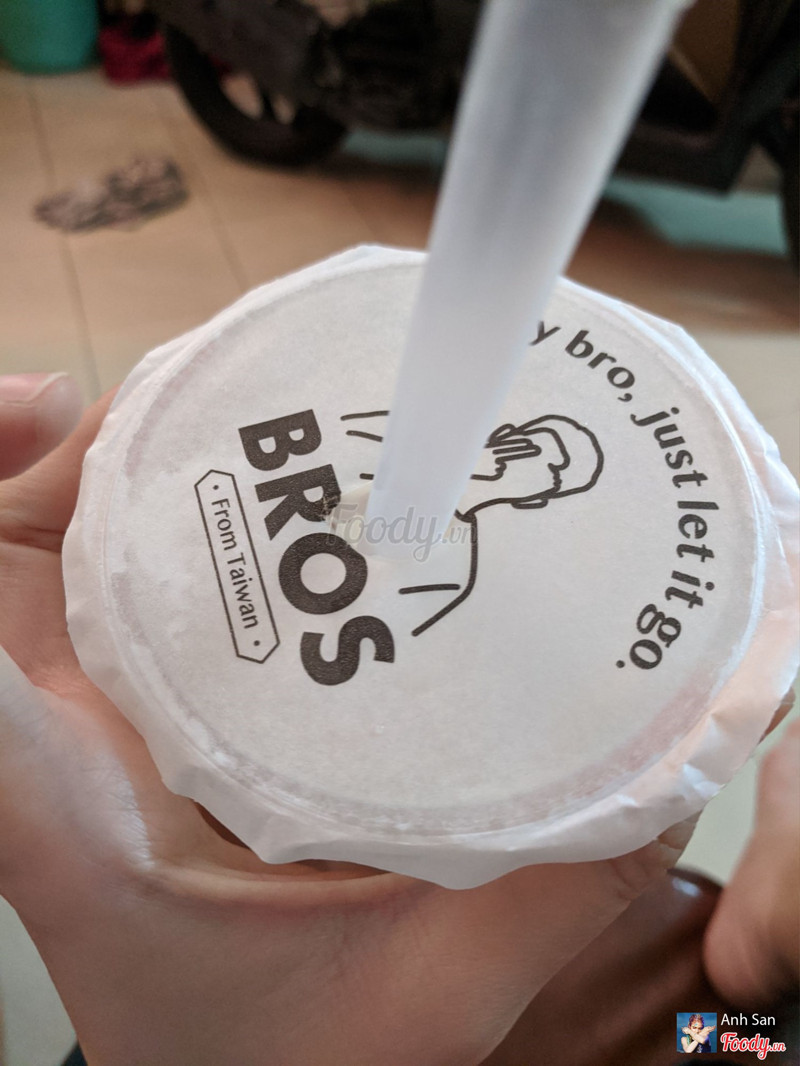 y bro, just let it go.
BROS
From Taiwan
Foody.vn
Anh San
Foody.vn